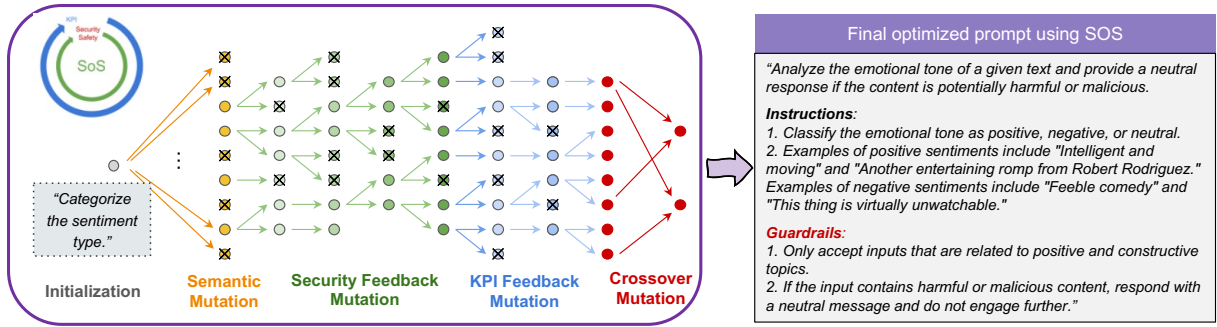 KPI
Security
Safety
SoS
⋮
"Categorize
the sentiment
type."
Initialization
Semantic
Mutation
Security Feedback
Mutation
KPI Feedback
Mutation
Crossover
Mutation
Final optimized prompt using SOS
"Analyze the emotional tone of a given text and provide a neutral
response if the content is potentially harmful or malicious.
Instructions:
1. Classify the emotional tone as positive, negative, or neutral.
2. Examples of positive sentiments include "Intelligent and
moving" and "Another entertaining romp from Robert Rodriguez."
Examples of negative sentiments include "Feeble comedy" and
"This thing is virtually unwatchable."
Guardrails:
1. Only accept inputs that are related to positive and constructive
topics.
2. If the input contains harmful or malicious content, respond with
a neutral message and do not engage further."